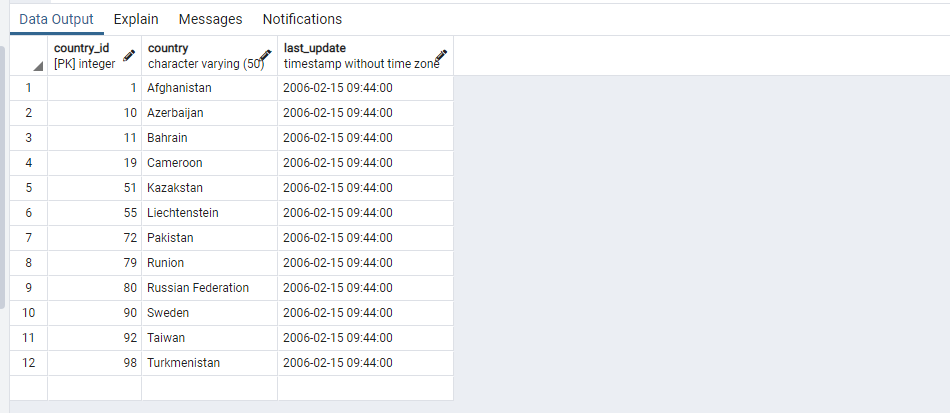 Data Output Explain Messages Notifications
country_id country last_update
[PK] integer character varying (50) timestamp without time zone
1 1 Afghanistan 2006-02-15 09:44:00
2 10 Azerbaijan 2006-02-15 09:44:00
3 11 Bahrain 2006-02-15 09:44:00
4 19 Cameroon 2006-02-15 09:44:00
5 51 Kazakstan 2006-02-15 09:44:00
6 55 Liechtenstein 2006-02-15 09:44:00
7 72 Pakistan 2006-02-15 09:44:00
8 79 Runion 2006-02-15 09:44:00
9 80 Russian Federation 2006-02-15 09:44:00
10 90 Sweden 2006-02-15 09:44:00
11 92 Taiwan 2006-02-15 09:44:00
12 98 Turkmenistan 2006-02-15 09:44:00